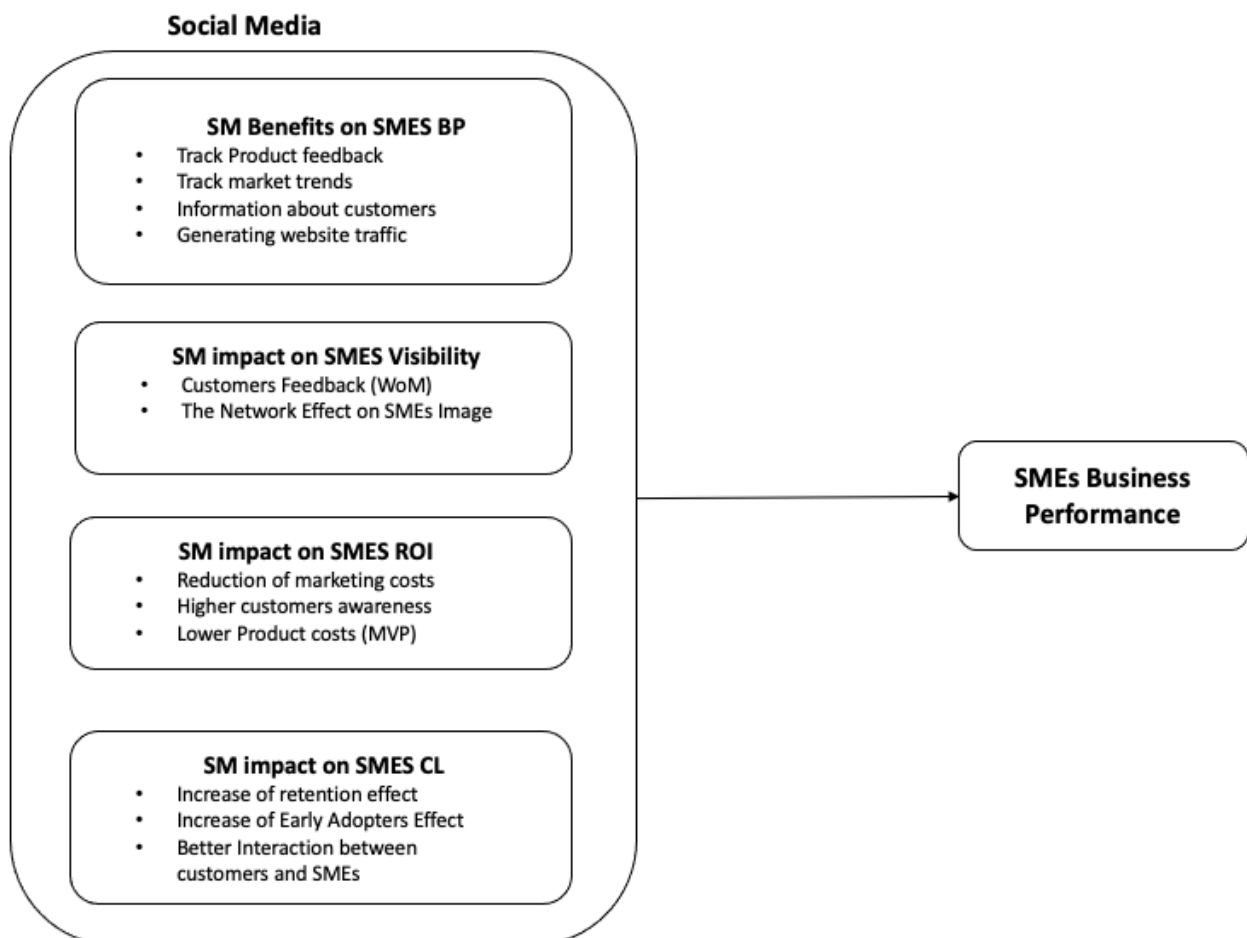 Social Media
SM Benefits on SMES BP
• Track Product feedback
• Track market trends
• Information about customers
• Generating website traffic
SM impact on SMES Visibility
• Customers Feedback (WoM)
• The Network Effect on SMEs Image
SM impact on SMES ROI
• Reduction of marketing costs
• Higher customers awareness
• Lower Product costs (MVP)
SM impact on SMES CL
• Increase of retention effect
• Increase of Early Adopters Effect
• Better Interaction between
customers and SMEs
SMEs Business
Performance